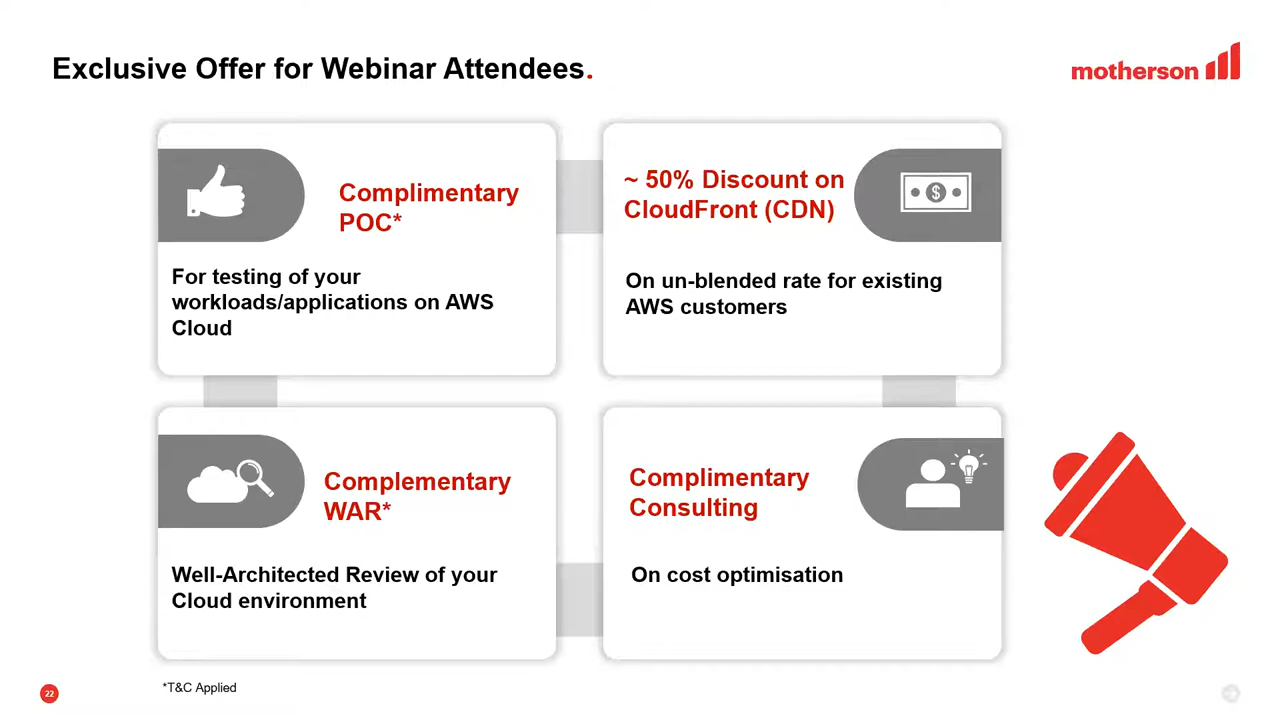 Exclusive Offer for Webinar Attendees.
motherson
Complimentary
POC*
For testing of your
workloads/applications on AWS
Cloud
~ 50% Discount on
CloudFront (CDN)
$
On un-blended rate for existing
AWS customers
Complementary
WAR*
Well-Architected Review of your
Cloud environment
Complimentary
Consulting
On cost optimisation
22
*T&C Applied